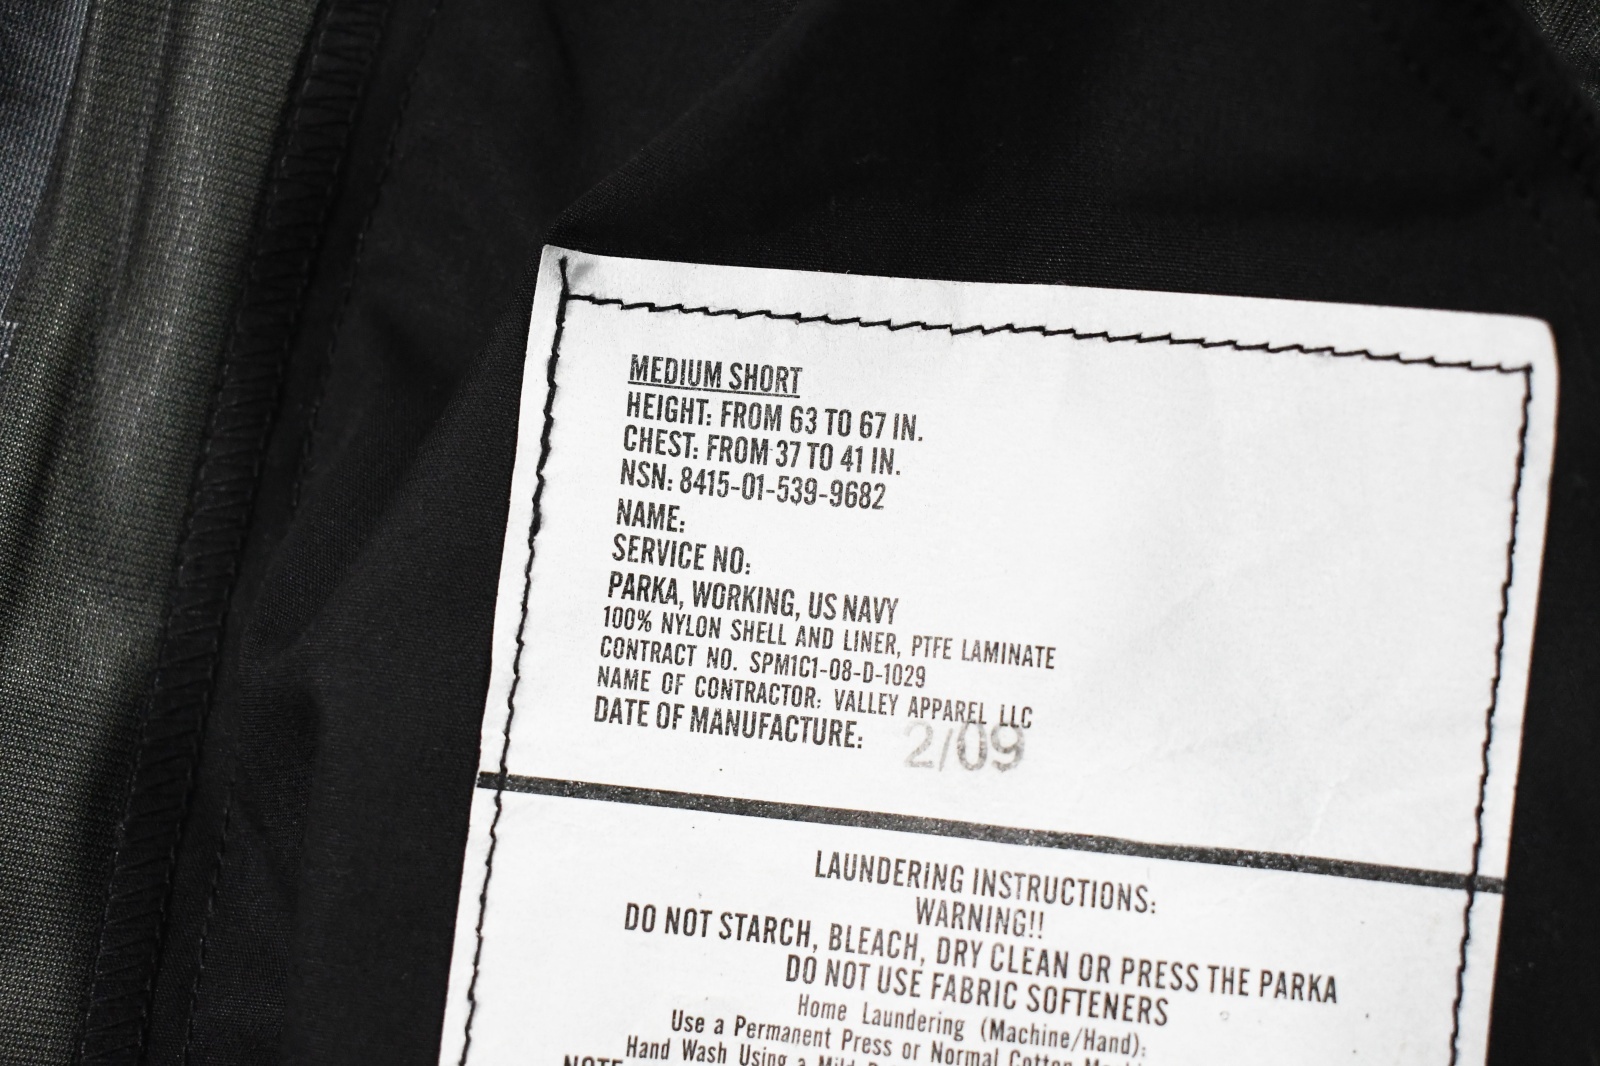 MEDIUM SHORT
HEIGHT: FROM 63 TO 67 IN.
CHEST: FROM 37 TO 41 IN.
NSN: 8415-01-539-9682
NAME:
SERVICE NO:
PARKA, WORKING, US NAVY
100% NYLON SHELL AND LINER, PTFE LAMINATE
CONTRACT NO. SPM1C1-08-D-1029
NAME OF CONTRACTOR: VALLEY APPAREL LLC
DATE OF MANUFACTURE: 2/09
LAUNDERING INSTRUCTIONS:
WARNING!!
DO NOT STARCH, BLEACH, DRY CLEAN OR PRESS THE PARKA
DO NOT USE FABRIC SOFTENERS
Home Laundering (Machine/Hand):
Use a Permanent Press or Normal Cotton
Hand Wash Using a Mild
NOTE